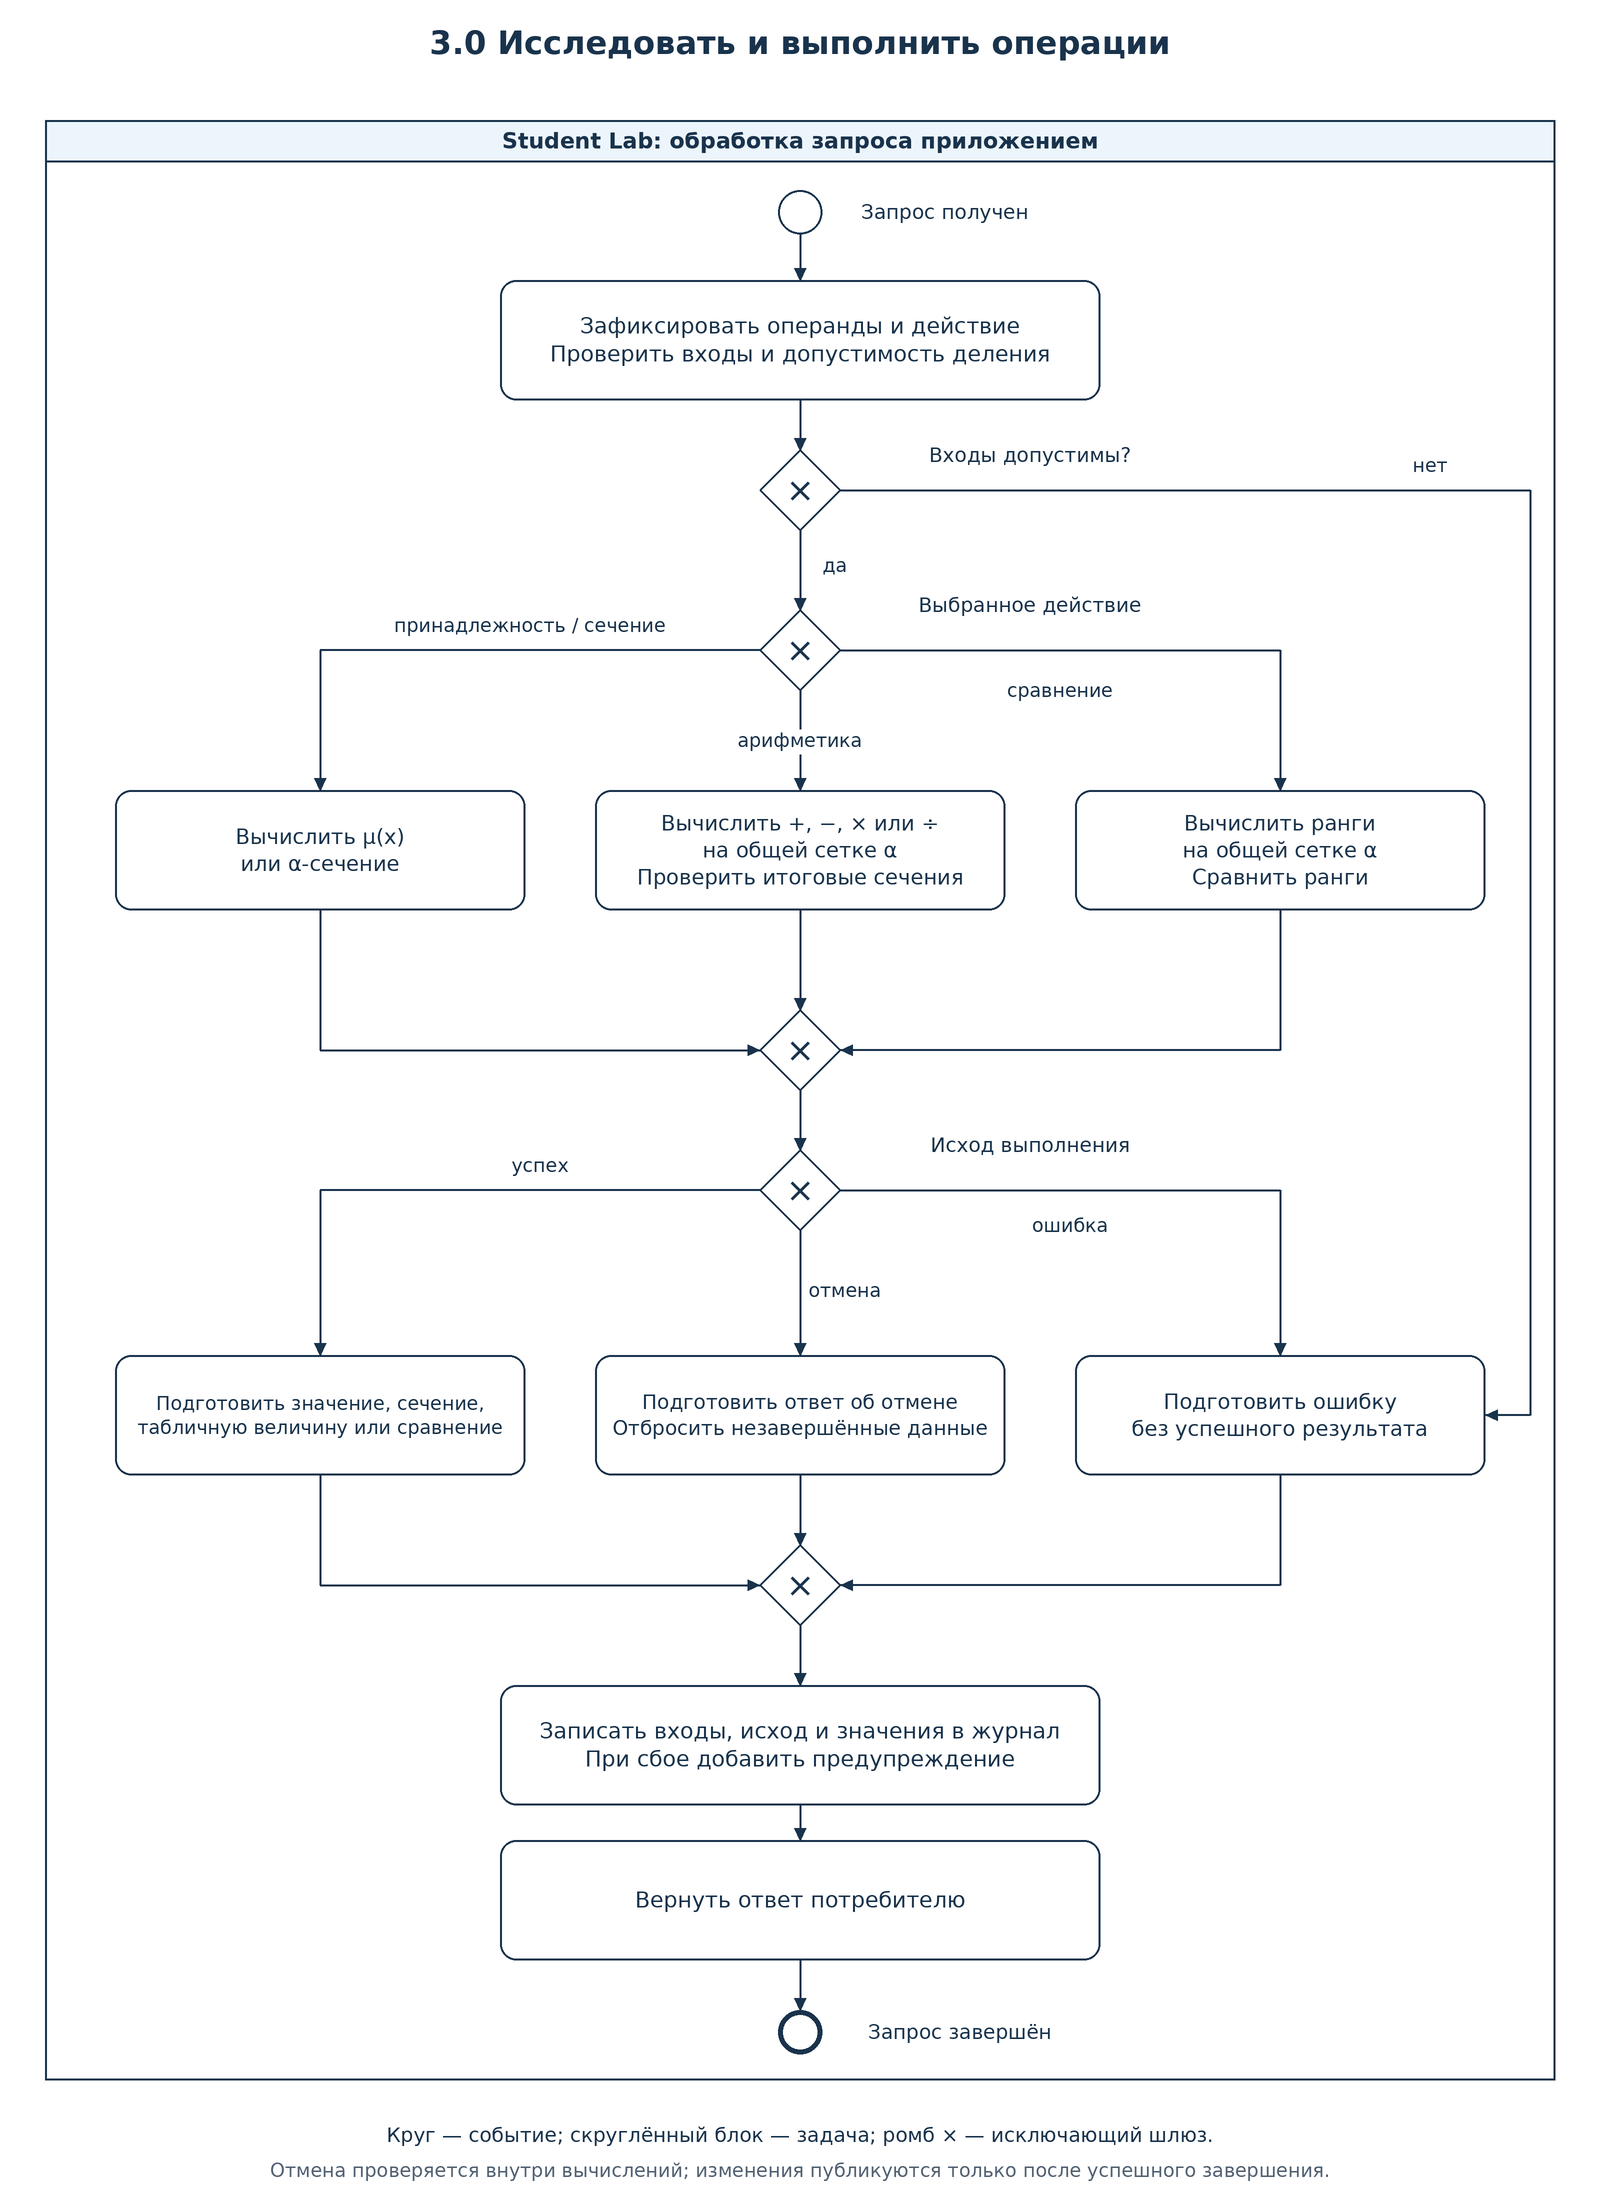 3.0 Исследовать и выполнить операции
Student Lab: обработка запроса приложением
Запрос получен
Зафиксировать операнды и действие
Проверить входы и допустимость деления
Входы допустимы?
нет
×
да
Выбранное действие
принадлежность / сечение
×
сравнение
арифметика
Вычислить μ(x)
или α-сечение
Вычислить +, −, × или ÷
на общей сетке α
Проверить итоговые сечения
Вычислить ранги
на общей сетке α
Сравнить ранги
×
Исход выполнения
успех
×
ошибка
отмена
Подготовить значение, сечение,
табличную величину или сравнение
Подготовить ответ об отмене
Отбросить незавершённые данные
Подготовить ошибку
без успешного результата
×
Записать входы, исход и значения в журнал
При сбое добавить предупреждение
Вернуть ответ потребителю
Запрос завершён
Круг — событие; скруглённый блок — задача; ромб × — исключающий шлюз.
Отмена проверяется внутри вычислений; изменения публикуются только после успешного завершения.